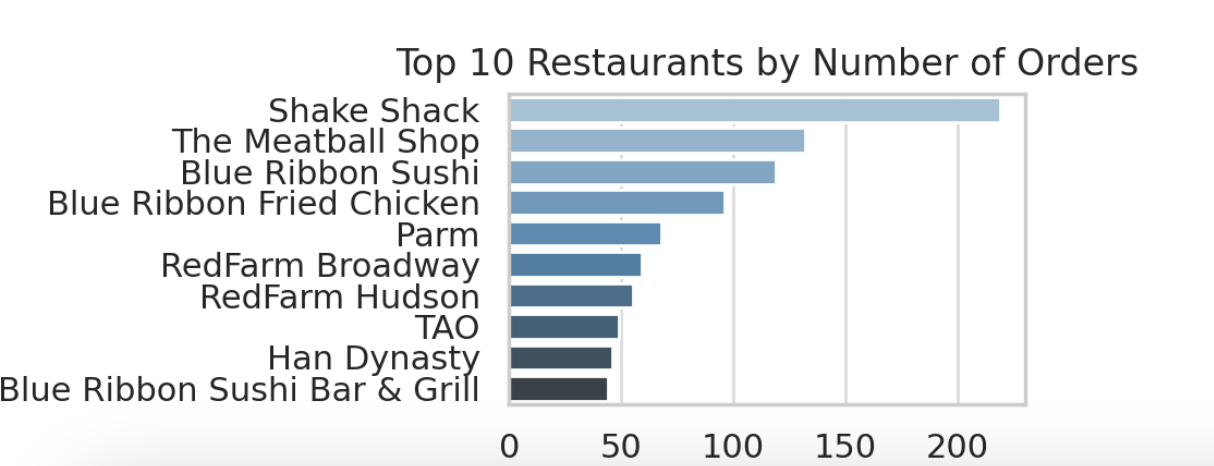 Top 10 Restaurants by Number of Orders
Shake Shack
The Meatball Shop
Blue Ribbon Sushi
Blue Ribbon Fried Chicken
Parm
RedFarm Broadway
RedFarm Hudson
TAO
Han Dynasty
Blue Ribbon Sushi Bar & Grill
0 50 100 150 200